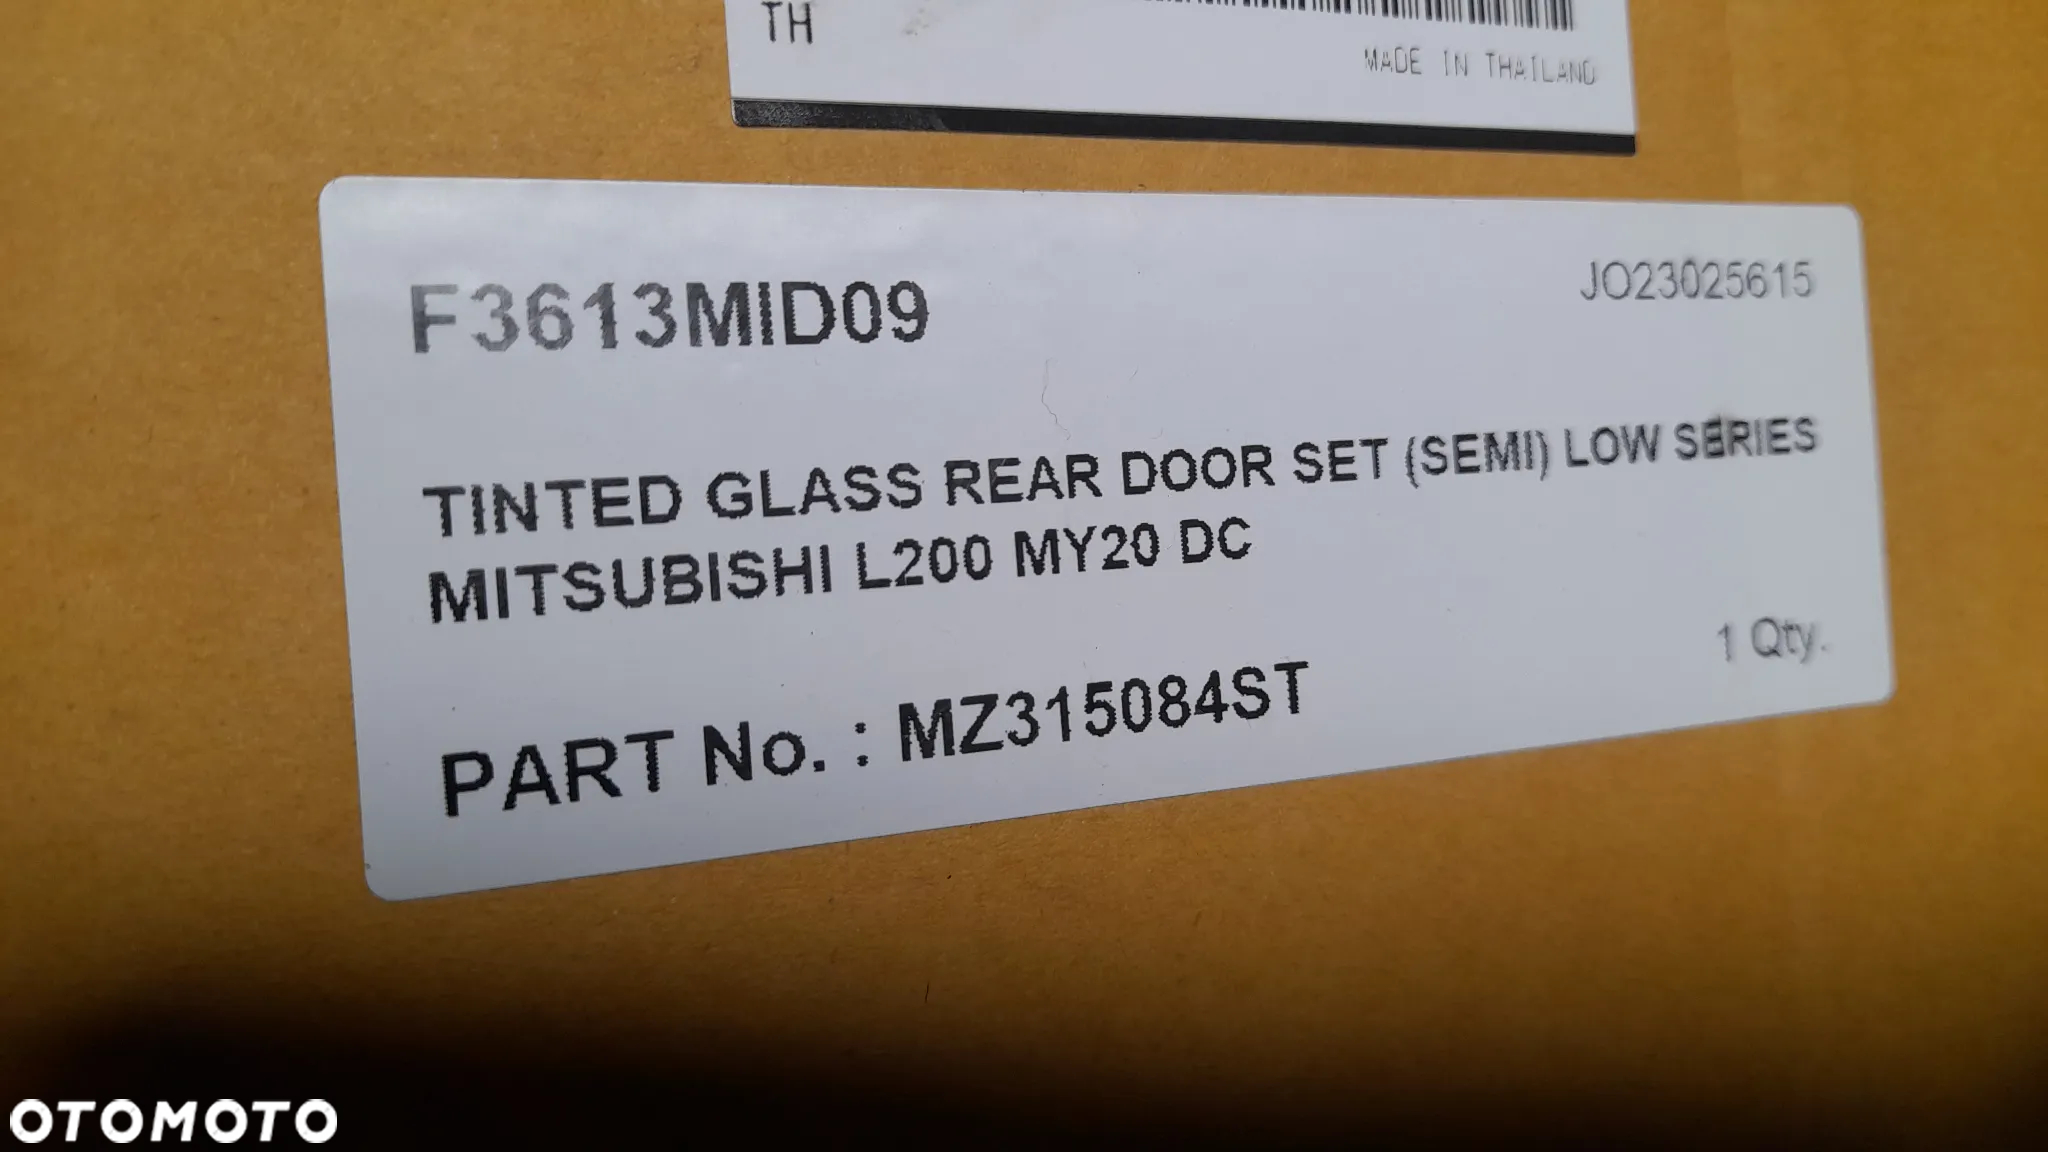 TH
MADE IN THAILAND
F3613MID09
JO23025615
TINTED GLASS REAR DOOR SET (SEMI) LOW SERIES
MITSUBISHI L200 MY20 DC
1 Qty.
PART No. : MZ315084ST
OTOMOTO